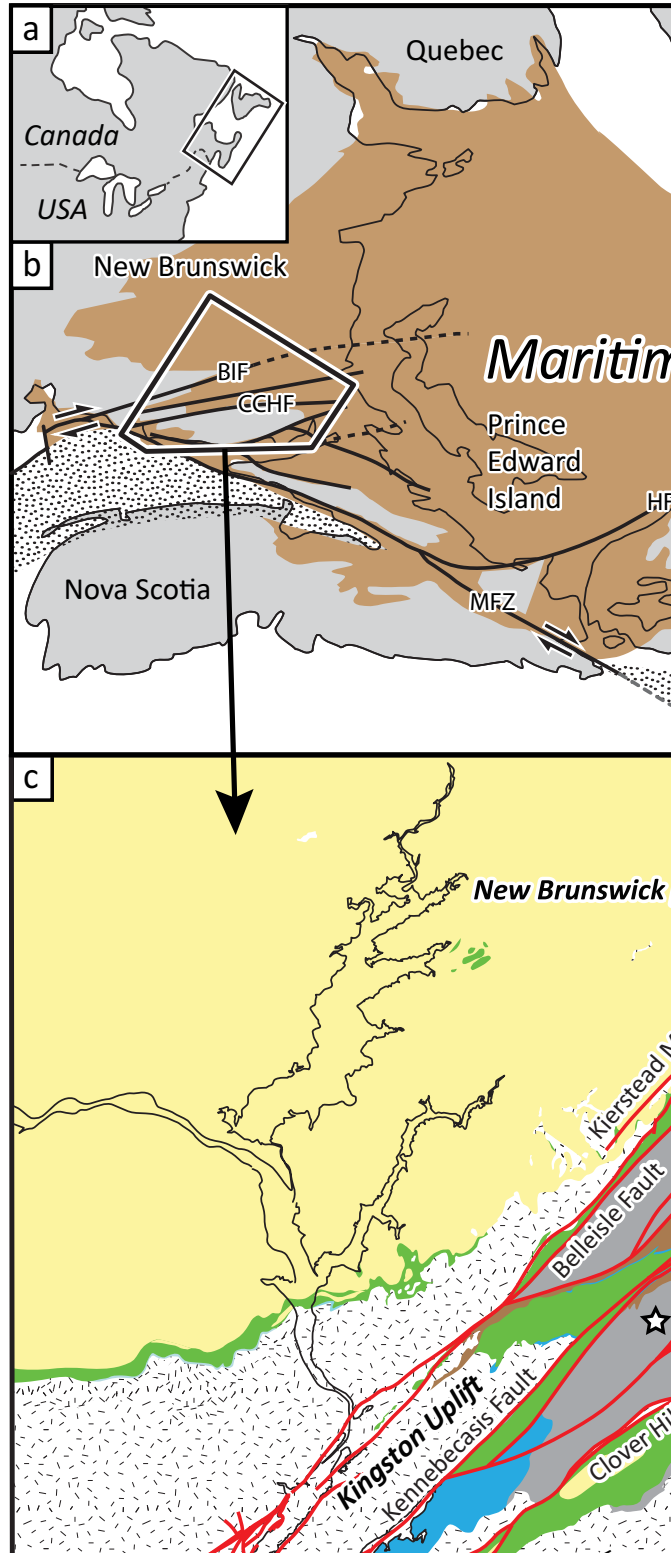 a
Quebec
Canada
USA
b
New Brunswick
BIF
CCHF
Maritim
Prince
Edward
Island
HF
Nova Scotia
MFZ
c
New Brunswick
Kierstead M
Belleisle Fault
Kingston Uplift
Kennebecasis Fault
Clover Hil